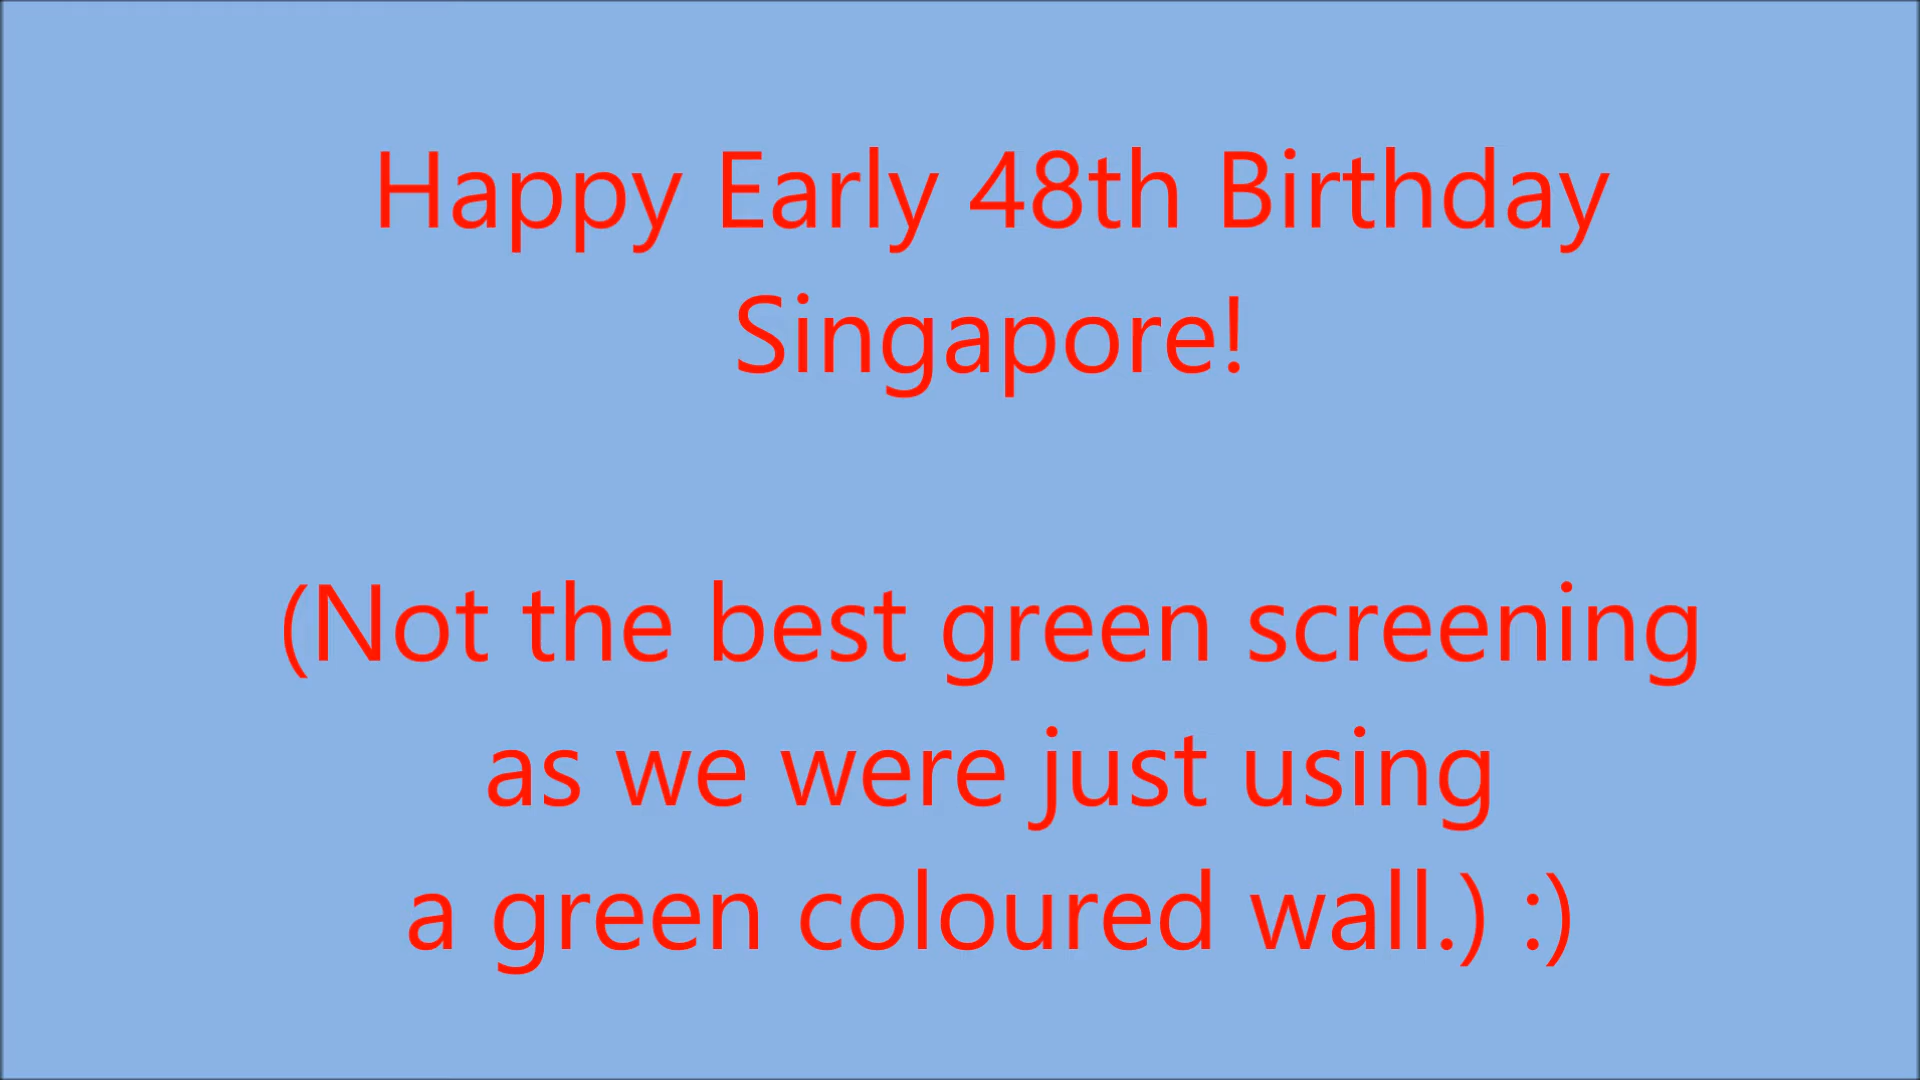 Happy Early 48th Birthday
Singapore!
(Not the best green screening
as we were just using
a green coloured wall.) :)